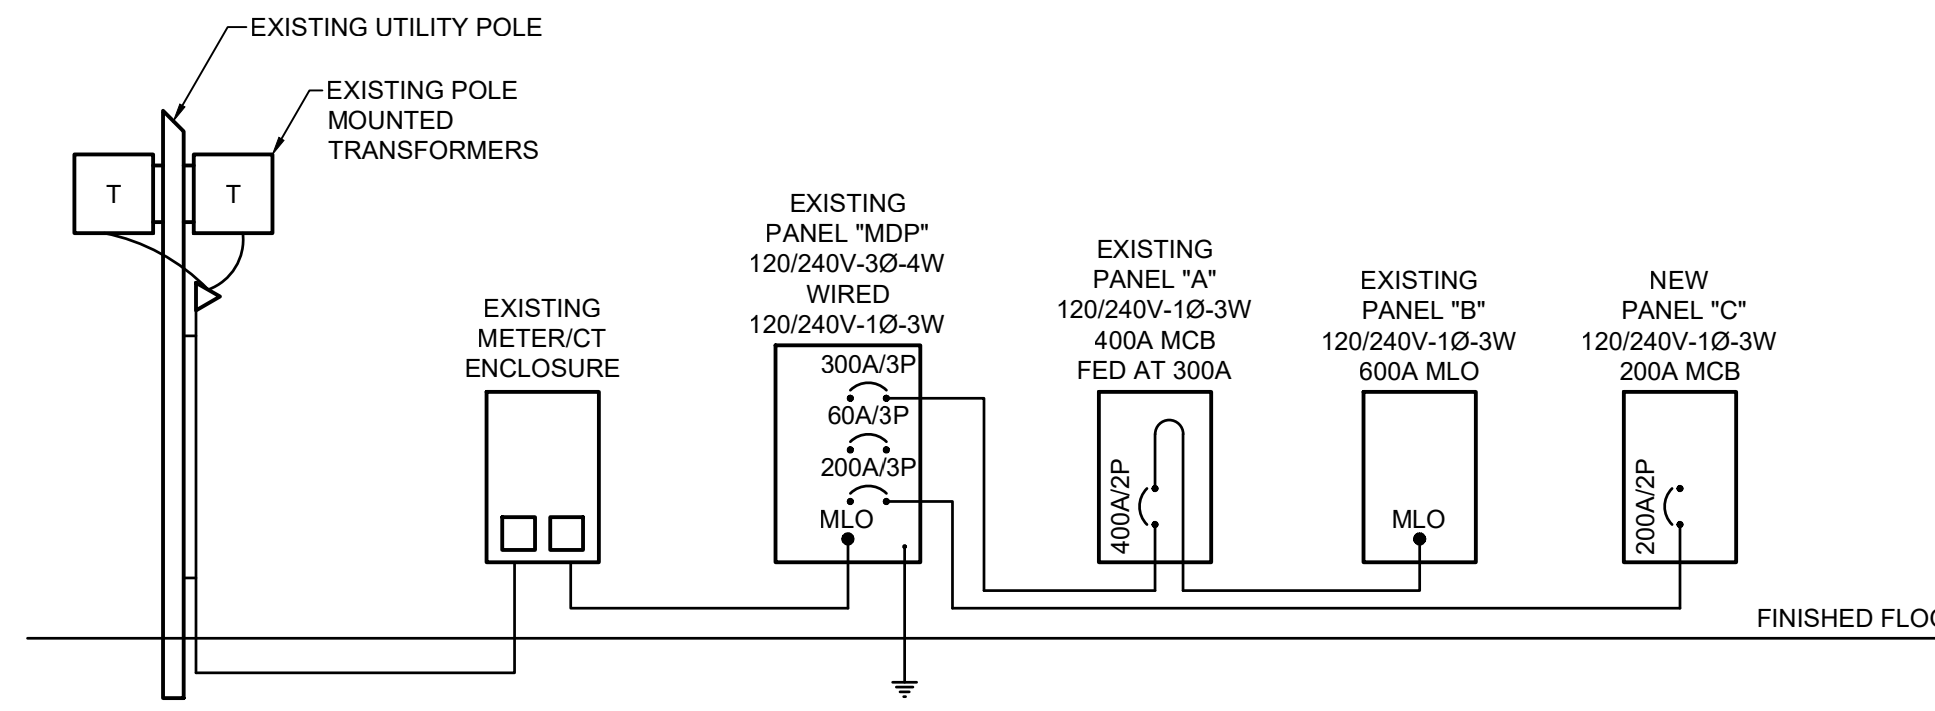 EXISTING UTILITY POLE
EXISTING POLE
MOUNTED
TRANSFORMERS
T
T
EXISTING
METER/CT
ENCLOSURE
EXISTING
PANEL "MDP"
120/240V-3Ø-4W
WIRED
120/240V-1Ø-3W
300A/3P
60A/3P
200A/3P
MLO
EXISTING
PANEL "A"
120/240V-1Ø-3W
400A MCB
FED AT 300A
400A/2P
EXISTING
PANEL "B"
120/240V-1Ø-3W
600A MLO
MLO
NEW
PANEL "C"
120/240V-1Ø-3W
200A MCB
200A/2P
FINISHED